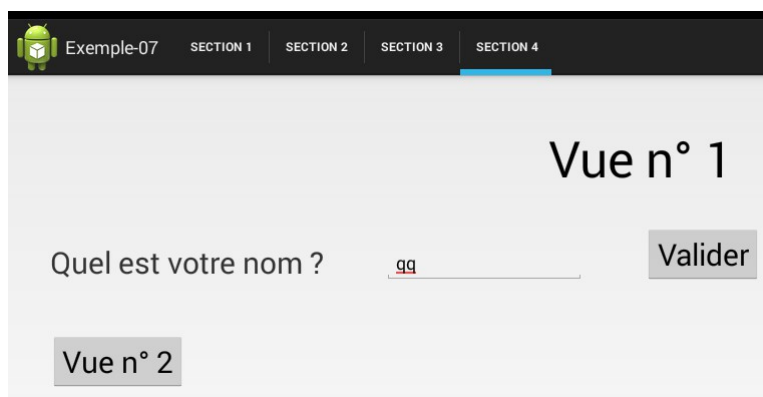 Exemple-07 SECTION 1 SECTION 2 SECTION 3 SECTION 4
Vue n° 1
Quel est votre nom ? qq Valider
Vue n° 2